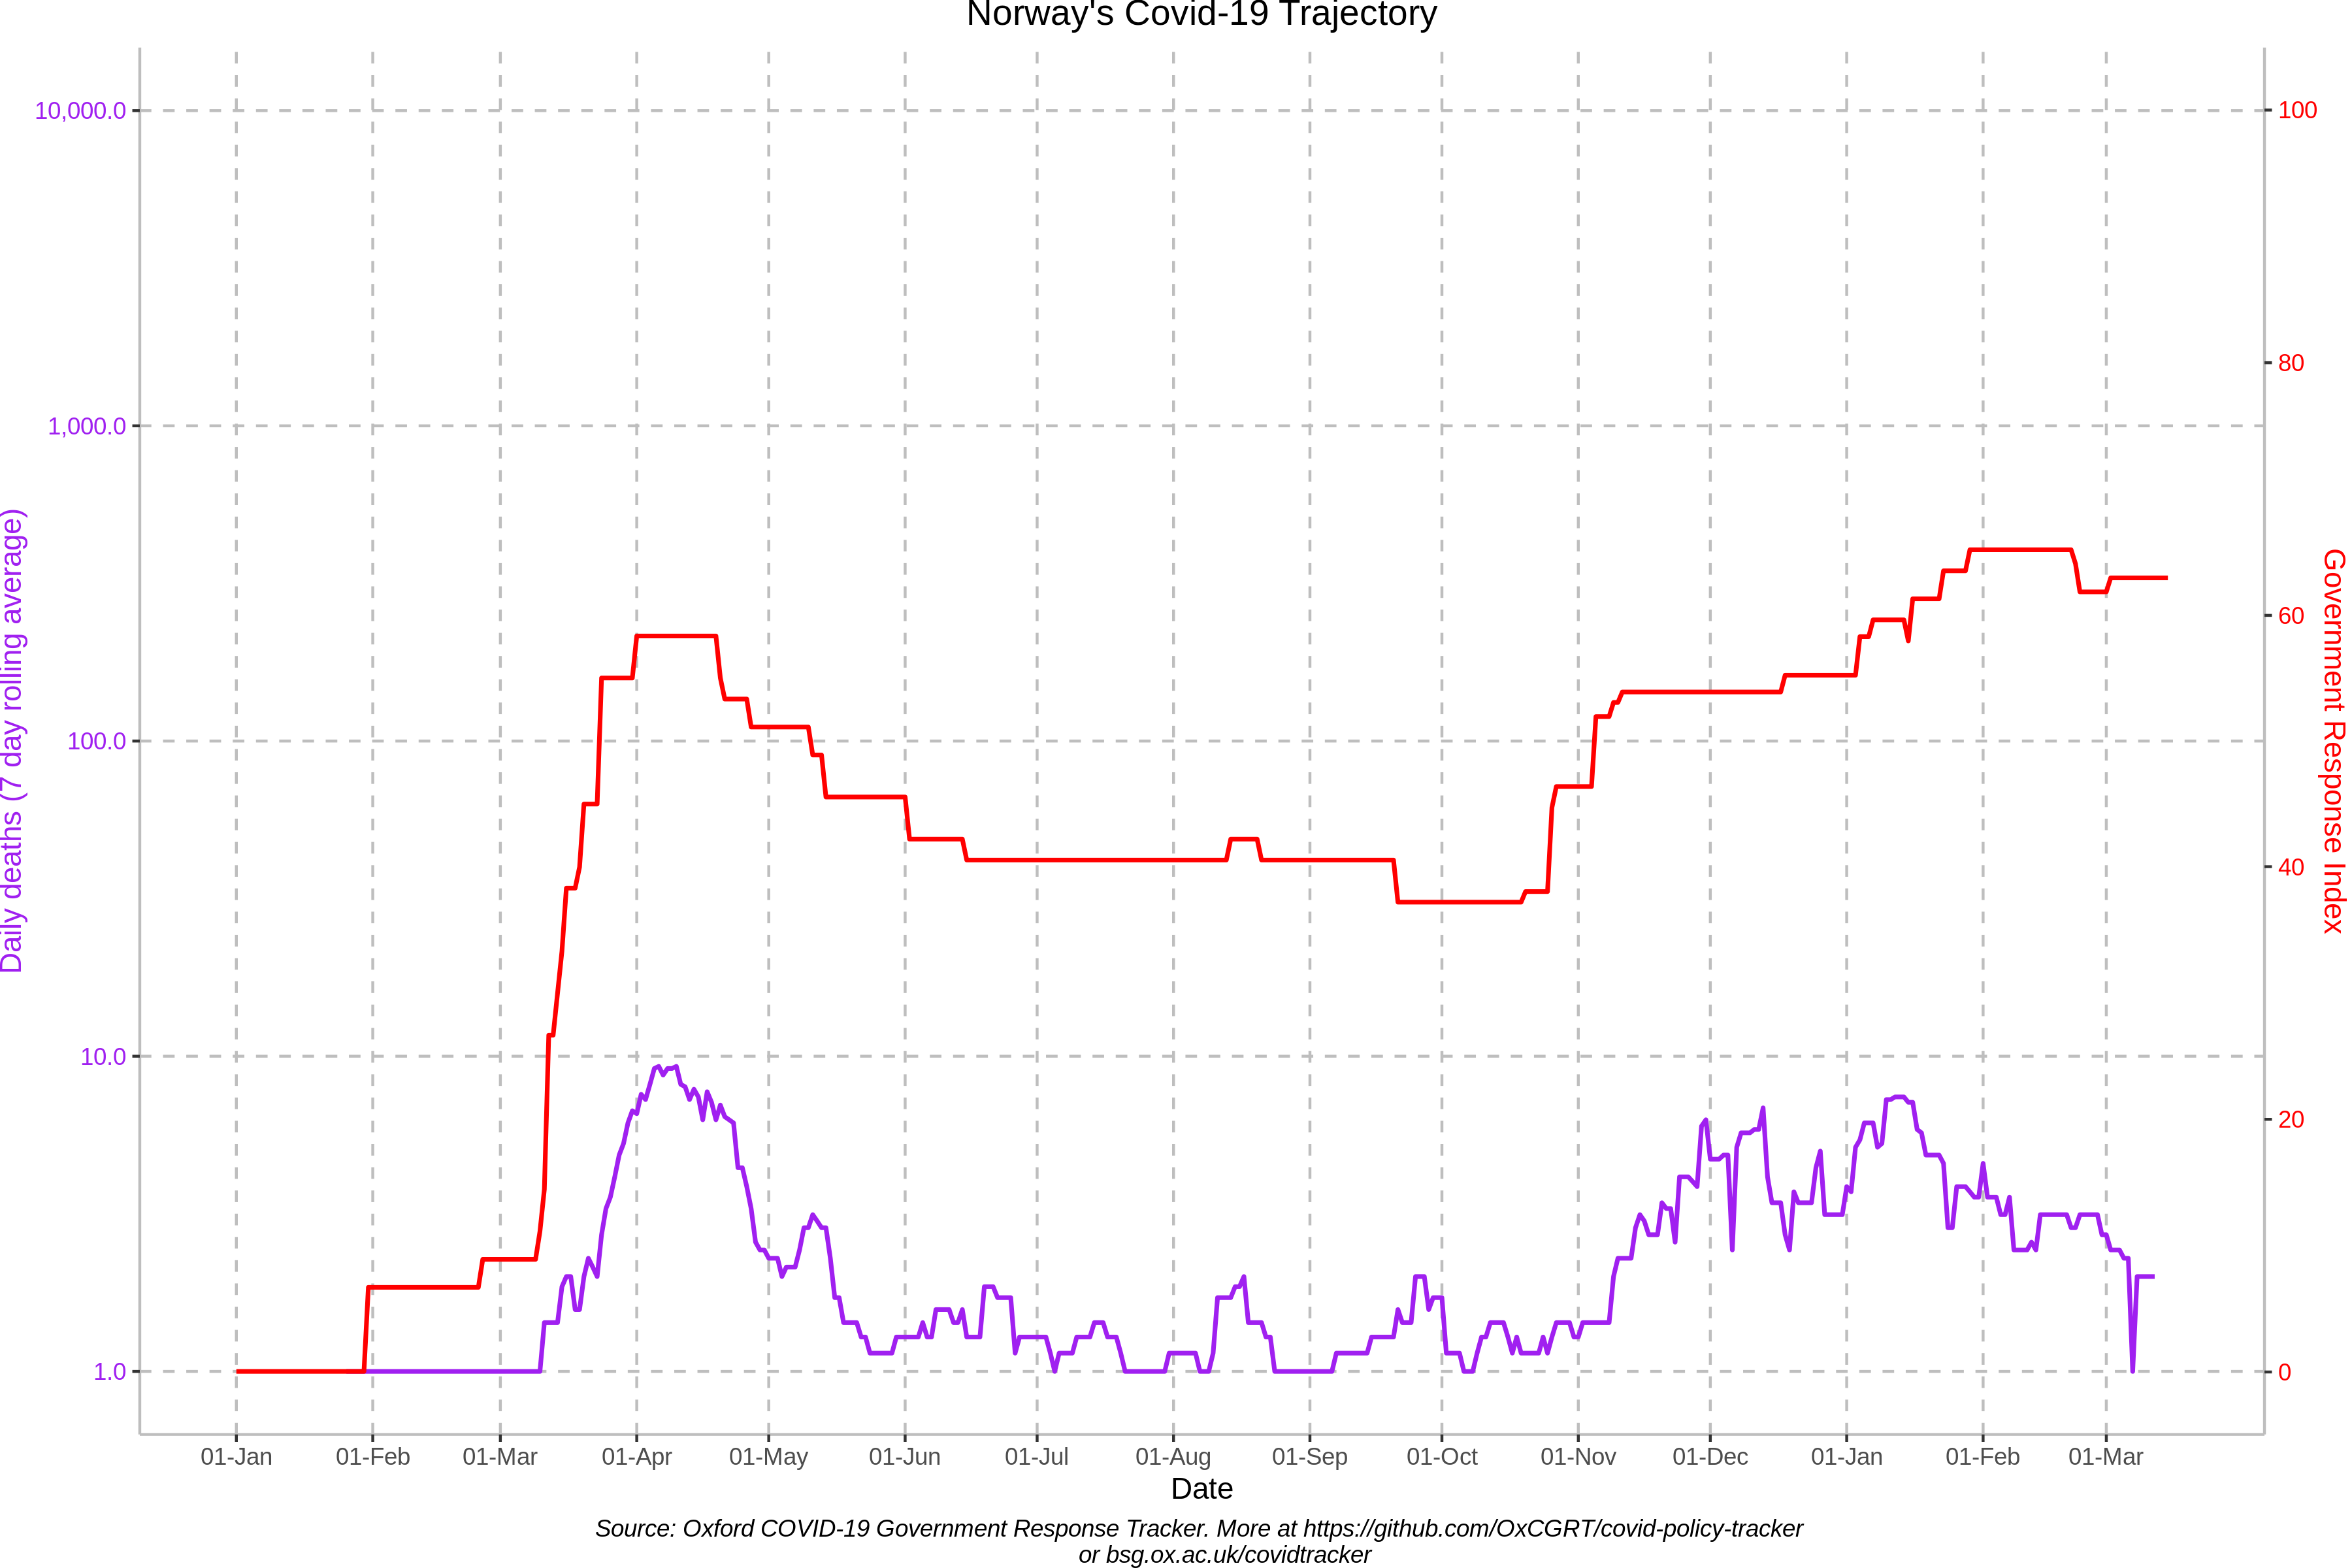 Norway's Covid-19 Trajectory
10,000.0
1,000.0
100.0
10.0
1.0
Daily deaths (7 day rolling average)
100
80
60
40
20
0
Government Response Index
01-Jan
01-Feb
01-Mar
01-Apr
01-May
01-Jun
01-Jul
01-Aug
01-Sep
01-Oct
01-Nov
01-Dec
01-Jan
01-Feb
01-Mar
Date
Source: Oxford COVID-19 Government Response Tracker. More at https://github.com/OxCGRT/covid-policy-tracker
or bsg.ox.ac.uk/covidtracker